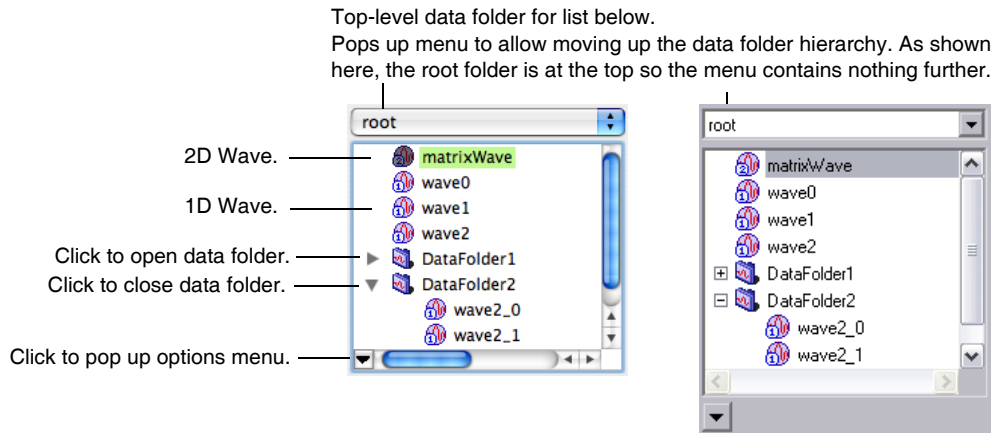 Top-level data folder for list below.
Pops up menu to allow moving up the data folder hierarchy. As shown
here, the root folder is at the top so the menu contains nothing further.
root
2D Wave.
matrixWave
wave0
1D Wave.
wave1
wave2
Click to open data folder.
DataFolder1
Click to close data folder.
DataFolder2
wave2_0
wave2_1
Click to pop up options menu.
root
matrixWave
wave0
wave1
wave2
DataFolder1
DataFolder2
wave2_0
wave2_1